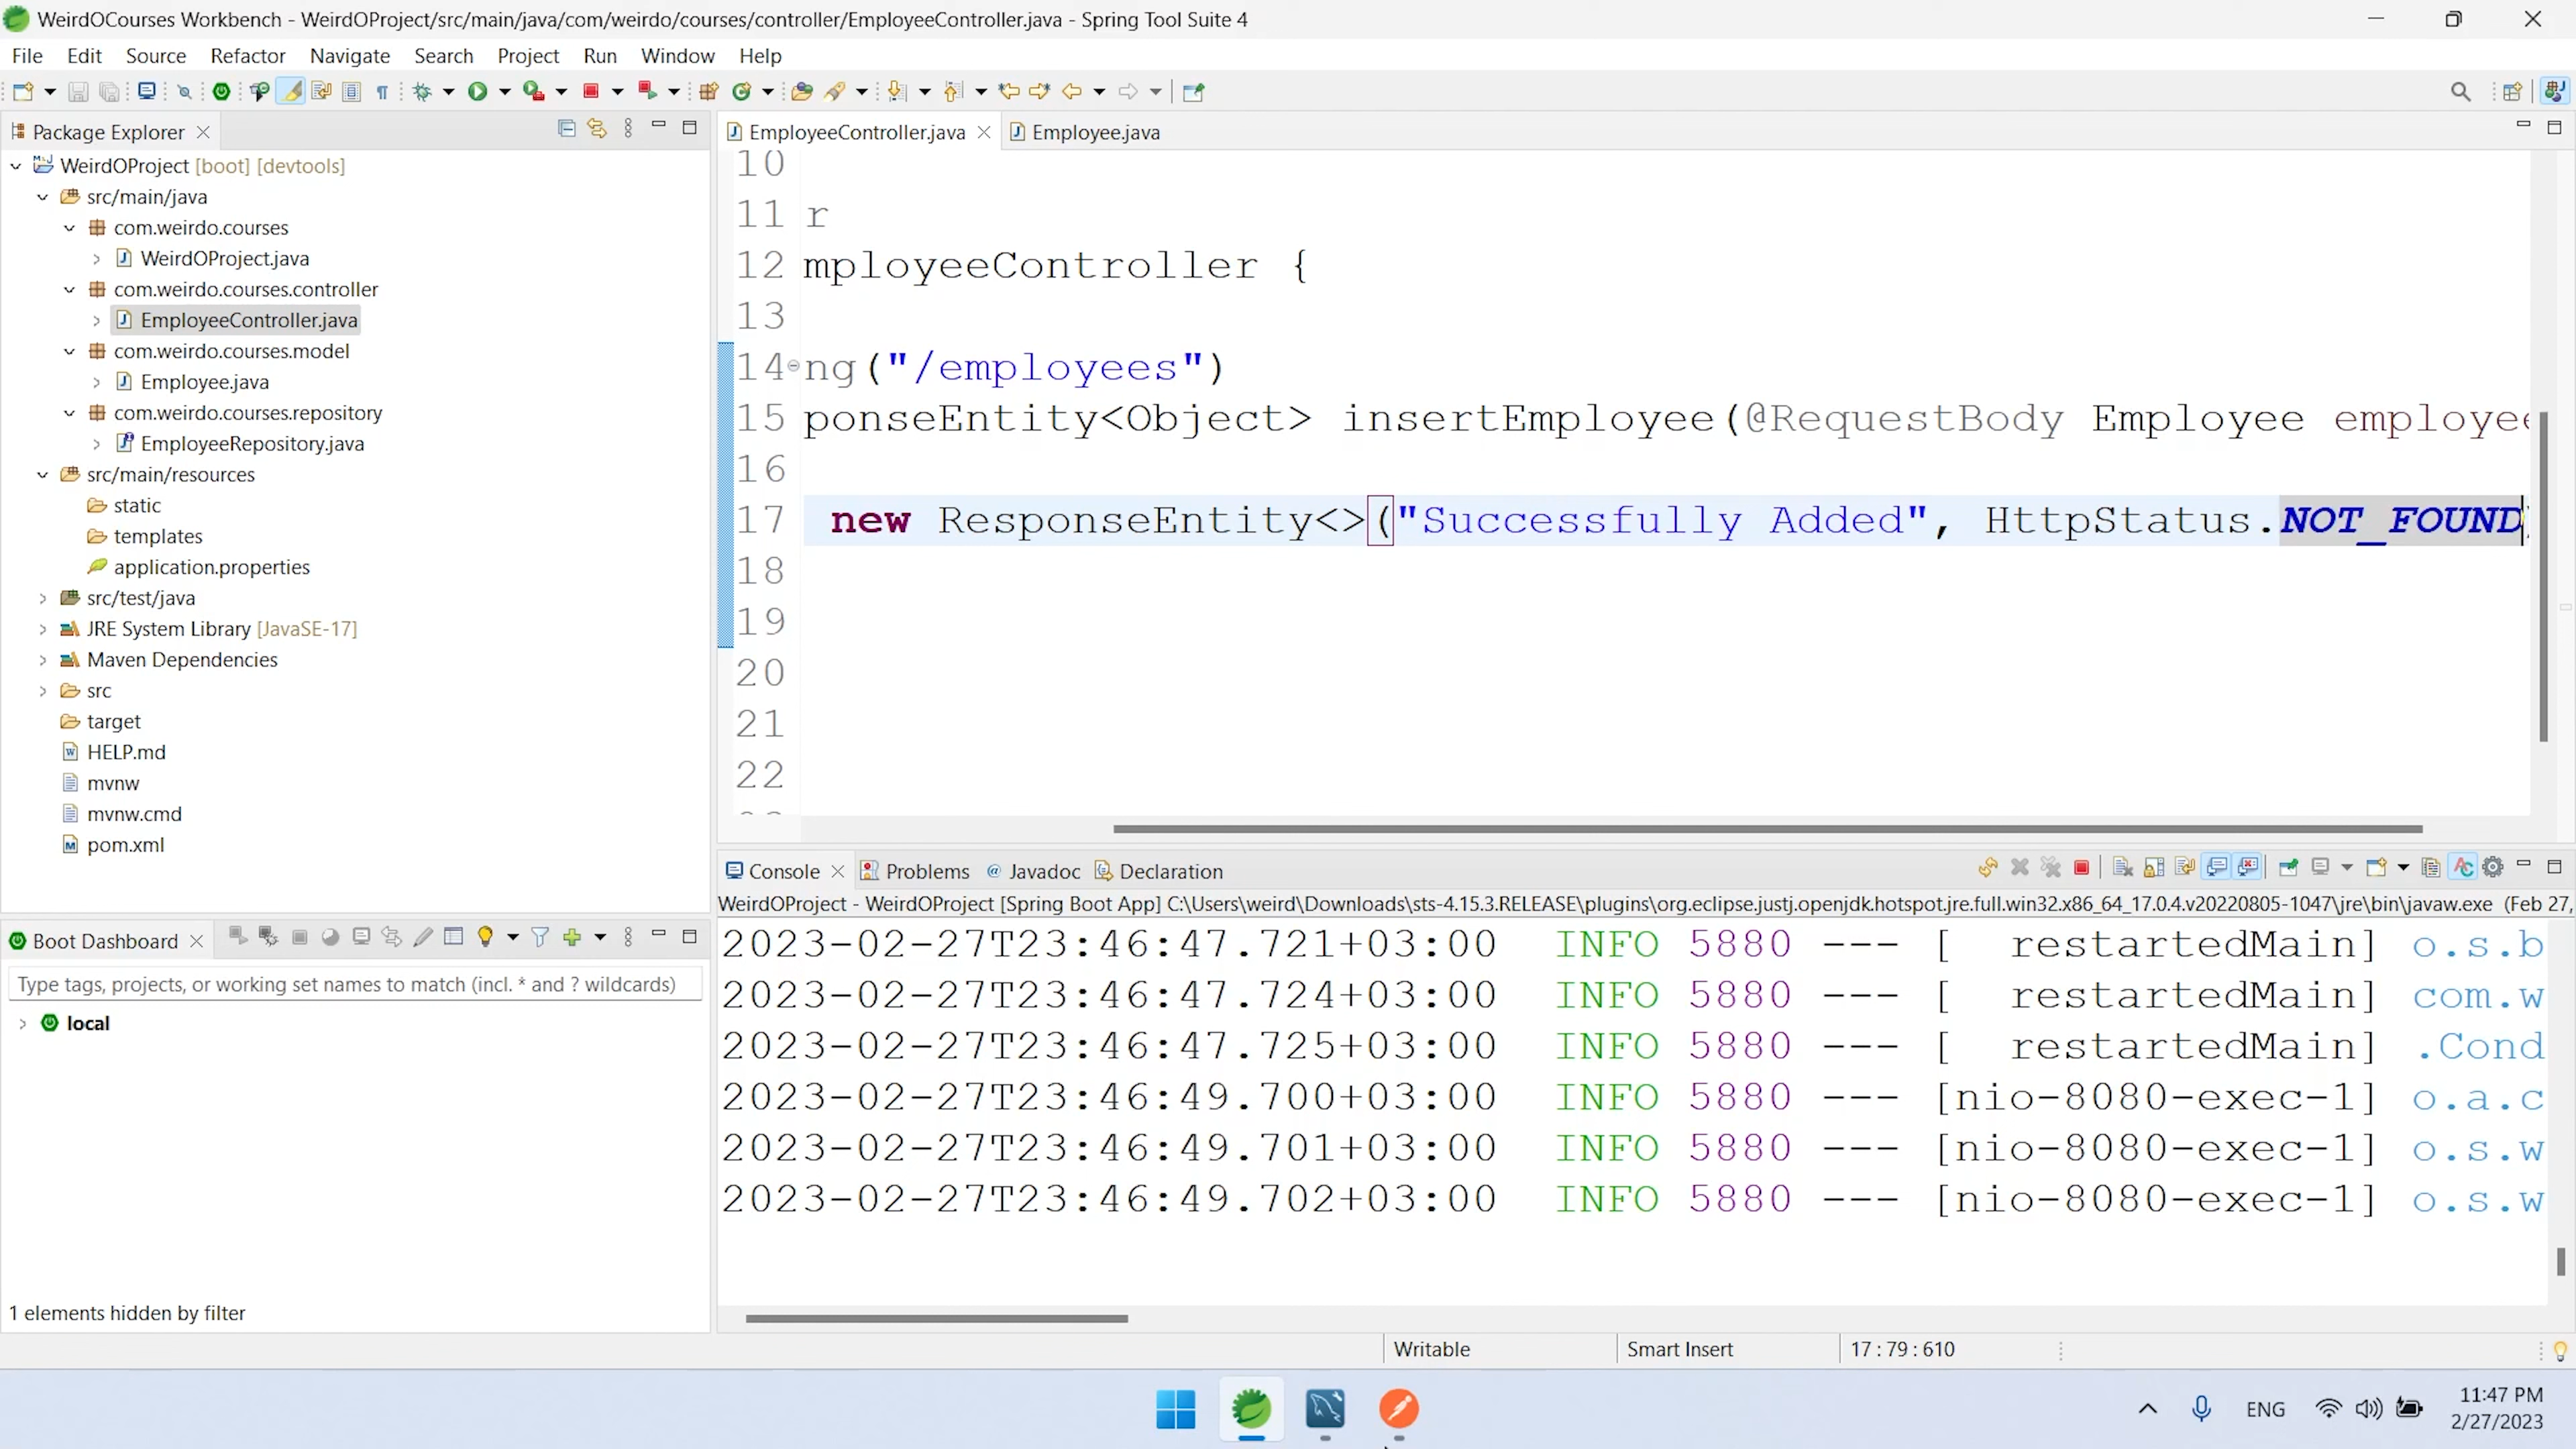 WeirdOCourses Workbench - WeirdOProject/src/main/java/com/weirdo/courses/controller/EmployeeController.java - Spring Tool Suite 4
File Edit Source Refactor Navigate Search Project Run Window Help
Package Explorer
WeirdOProject [boot] [devtools]
src/main/java
com.weirdo.courses
WeirdOProject.java
com.weirdo.courses.controller
EmployeeController.java
com.weirdo.courses.model
Employee.java
com.weirdo.courses.repository
EmployeeRepository.java
src/main/resources
static
templates
application.properties
src/test/java
JRE System Library [JavaSE-17]
Maven Dependencies
src
target
HELP.md
mvnw
mvnw.cmd
pom.xml
Boot Dashboard
Type tags, projects, or working set names to match (incl. * and ? wildcards)
local
1 elements hidden by filter
EmployeeController.java Employee.java
10
11 r
12 mployeeController {
13
14 ng("/employees")
15 ponseEntity<Object> insertEmployee(@RequestBody Employee employee
16
17 new ResponseEntity<>("Successfully Added", HttpStatus.NOT_FOUND
18
19
20
21
22
Console Problems Javadoc Declaration
WeirdOProject - WeirdOProject [Spring Boot App] C:\Users\weird\Downloads\sts-4.15.3.RELEASE\plugins\org.eclipse.justj.openjdk.hotspot.jre.full.win32.x86_64_17.0.4.v20220805-1047\jre\bin\javaw.exe (Feb 27,
2023-02-27T23:46:47.721+03:00 INFO 5880 --- [ restartedMain] o.s.b
2023-02-27T23:46:47.724+03:00 INFO 5880 --- [ restartedMain] com.w
2023-02-27T23:46:47.725+03:00 INFO 5880 --- [ restartedMain] .Cond
2023-02-27T23:46:49.700+03:00 INFO 5880 --- [nio-8080-exec-1] o.a.c
2023-02-27T23:46:49.701+03:00 INFO 5880 --- [nio-8080-exec-1] o.s.w
2023-02-27T23:46:49.702+03:00 INFO 5880 --- [nio-8080-exec-1] o.s.w
Writable Smart Insert 17 : 79 : 610
ENG 11:47 PM
2/27/2023